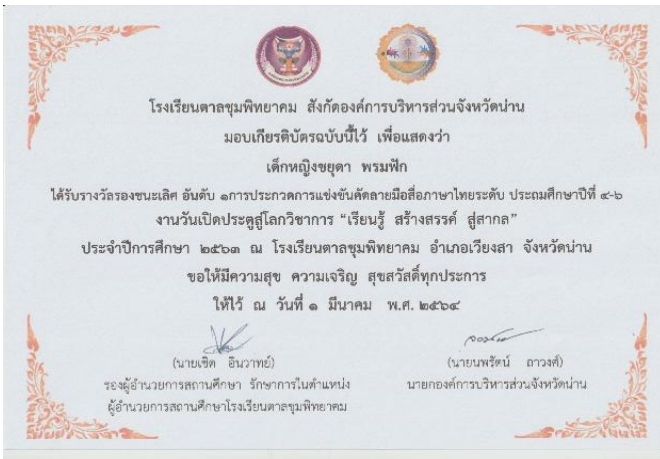 โรงเรียนตาลชุมพิทยาคม สังกัดองค์การบริหารส่วนจังหวัดน่าน
มอบเกียรติบัตรฉบับนี้ไว้ เพื่อแสดงว่า
เด็กหญิงชยุดา พรมฟัก
ได้รับรางวัลรองชนะเลิศ อันดับ ๑การประกวดการแข่งขันคัดลายมือสื่อภาษาไทยระดับ ประถมศึกษาปีที่ ๔-๖
งานวันเปิดประตูสู่โลกวิชาการ “เรียนรู้ สร้างสรรค์ สู่สากล”
ประจำปีการศึกษา ๒๕๖๓ ณ โรงเรียนตาลชุมพิทยาคม อำเภอเวียงสา จังหวัดน่าน
ขอให้มีความสุข ความเจริญ สุขสวัสดิ์ทุกประการ
ให้ไว้ ณ วันที่ ๑ มีนาคม พ.ศ. ๒๕๖๔
(นายเชิด อินวาทย์)
รองผู้อำนวยการสถานศึกษา รักษาการในตำแหน่ง
ผู้อำนวยการสถานศึกษาโรงเรียนตาลชุมพิทยาคม
(นายนพรัตน์ ถาวงศ์)
นายกองค์การบริหารส่วนจังหวัดน่าน